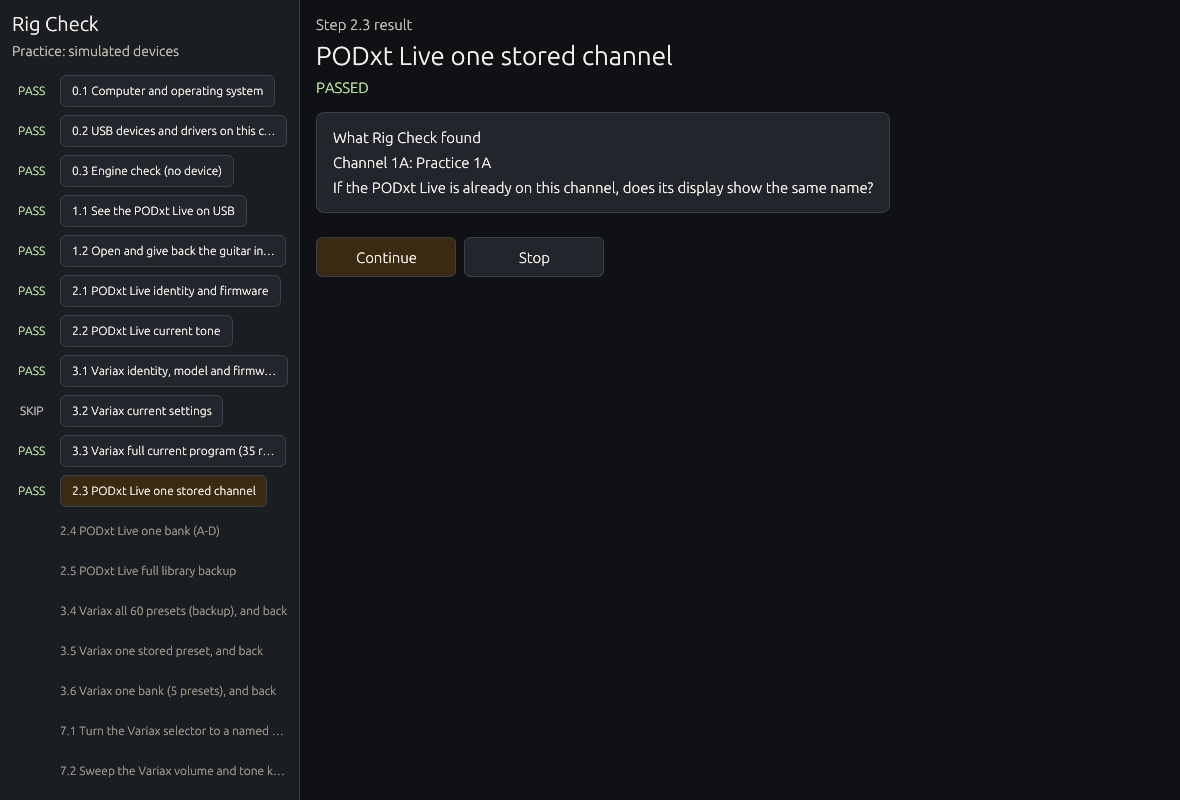 Rig Check
Practice: simulated devices
PASS 0.1 Computer and operating system
PASS 0.2 USB devices and drivers on this c...
PASS 0.3 Engine check (no device)
PASS 1.1 See the PODxt Live on USB
PASS 1.2 Open and give back the guitar in...
PASS 2.1 PODxt Live identity and firmware
PASS 2.2 PODxt Live current tone
PASS 3.1 Variax identity, model and firmw...
SKIP 3.2 Variax current settings
PASS 3.3 Variax full current program (35 r...
PASS 2.3 PODxt Live one stored channel
2.4 PODxt Live one bank (A-D)
2.5 PODxt Live full library backup
3.4 Variax all 60 presets (backup), and back
3.5 Variax one stored preset, and back
3.6 Variax one bank (5 presets), and back
7.1 Turn the Variax selector to a named ...
7.2 Sweep the Variax volume and tone k...
Step 2.3 result
PODxt Live one stored channel
PASSED
What Rig Check found
Channel 1A: Practice 1A
If the PODxt Live is already on this channel, does its display show the same name?
Continue Stop